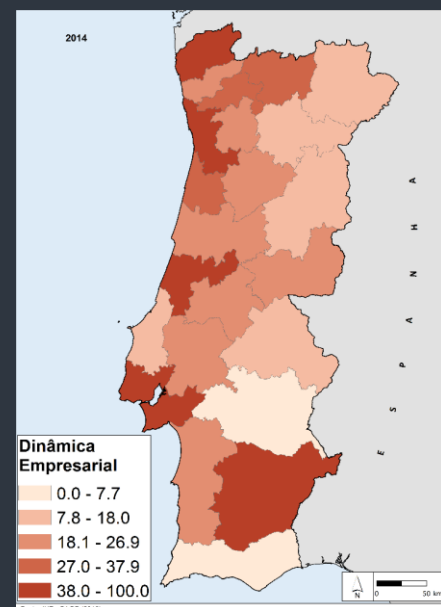 2014
ESPANHA
Dinâmica
Empresarial
0.0 - 7.7
7.8 - 18.0
18.1 - 26.9
27.0 - 37.9
38.0 - 100.0
N
0
50 km